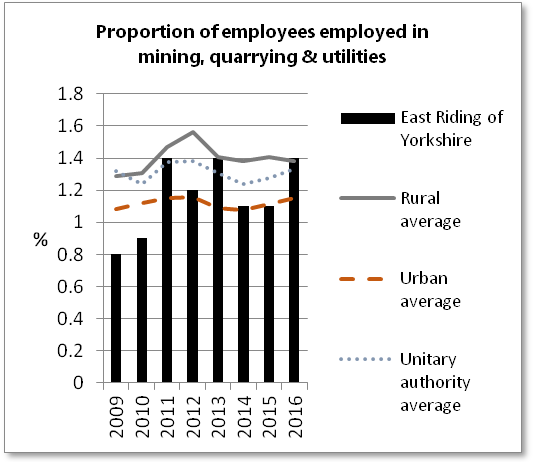 Proportion of employees employed in
mining, quarrying & utilities
1.8
1.6
1.4
1.2
1
0.8
0.6
0.4
0.2
0
%
2009
2010
2011
2012
2013
2014
2015
2016
East Riding of
Yorkshire
Rural
average
Urban
average
Unitary
authority
average